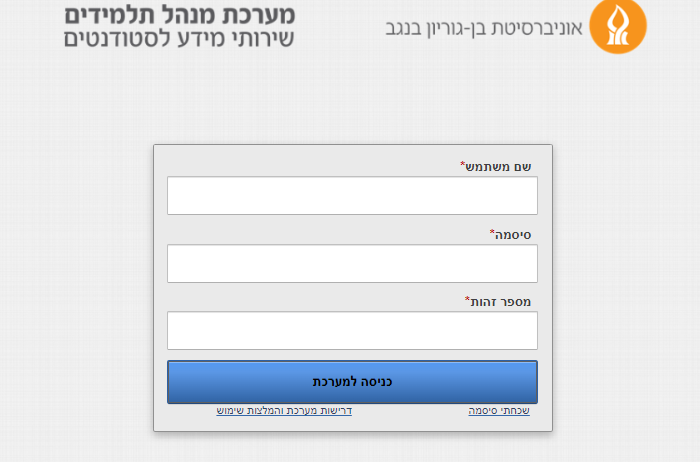 אוניברסיטת בן-גוריון בנגב
מערכת מנהל תלמידים
שירותי מידע לסטודנטים
שם משתמש*
סיסמה*
מספר זהות*
כניסה למערכת
שכחתי סיסמה
דרישות מערכת והמלצות שימוש